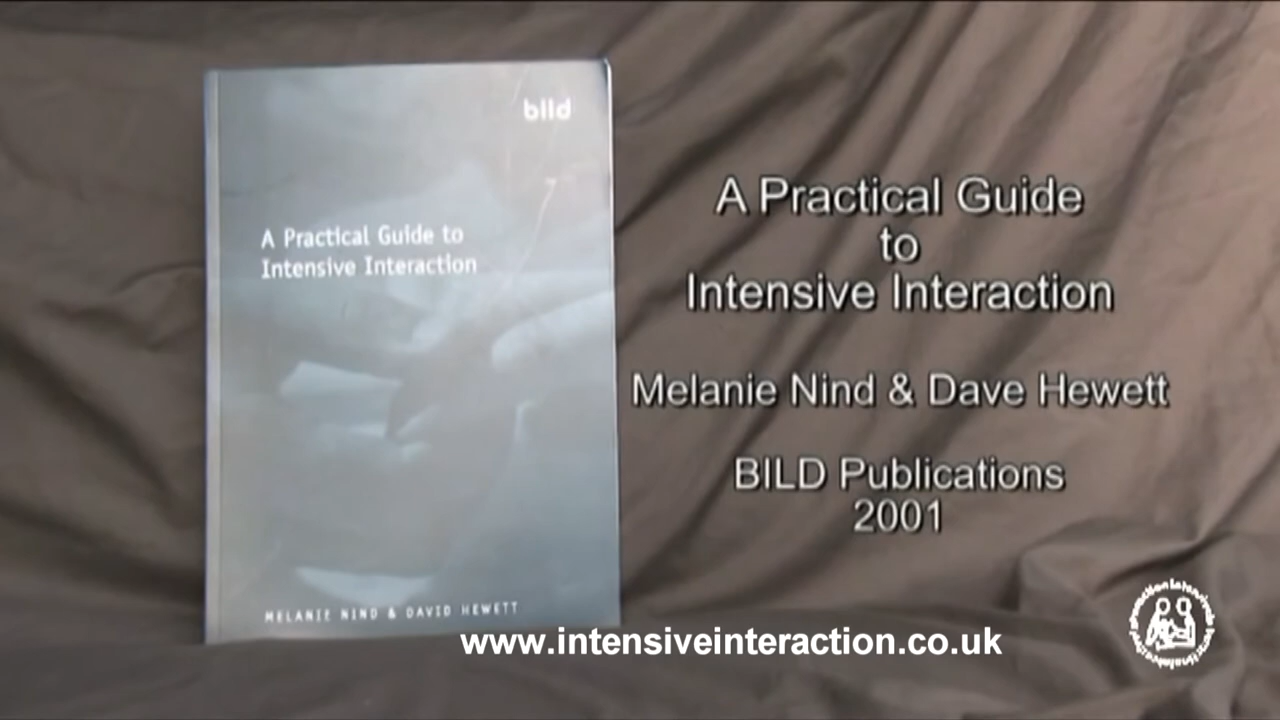 bild
A Practical Guide to
Intensive Interaction
MELANIE NIND & DAVID HEWETT
A Practical Guide
to
Intensive Interaction
Melanie Nind & Dave Hewett
BILD Publications
2001
www.intensiveinteraction.co.uk